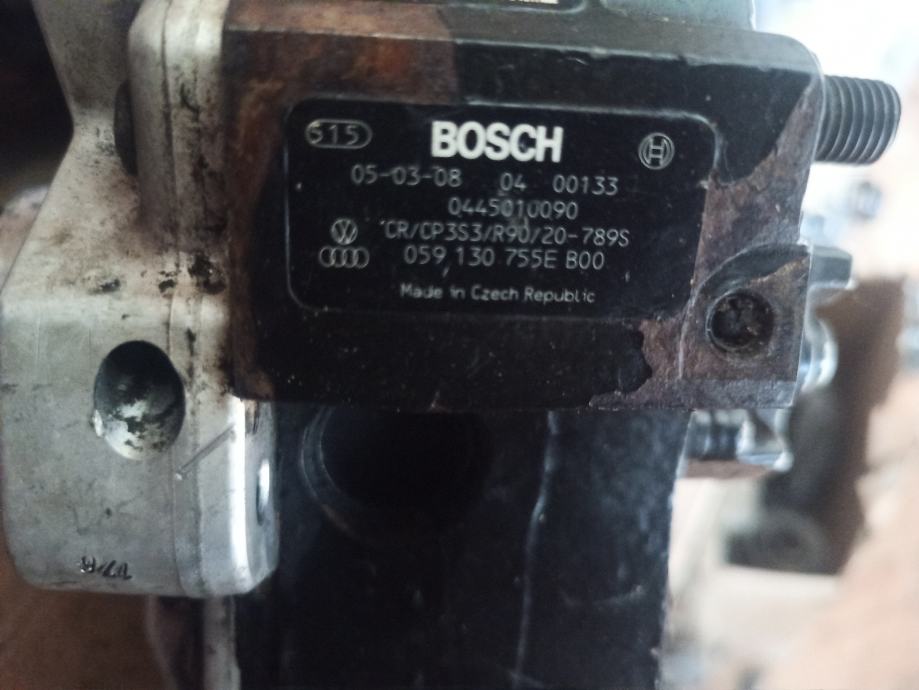 615 BOSCH
05-03-08 04 00133
0445010090
CR/CP3S3/R90/20-789S
059 130 755E B00
Made in Czech Republic